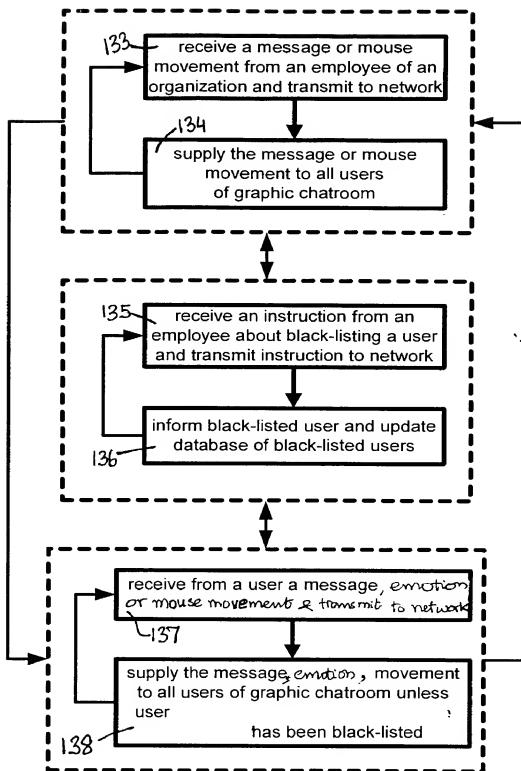 133
receive a message or mouse
movement from an employee of an
organization and transmit to network
134
supply the message or mouse
movement to all users
of graphic chatroom
135
receive an instruction from an
employee about black-listing a user
and transmit instruction to network
inform black-listed user and update
database of black-listed users
136
receive from a user a message, emotion
or mouse movement & transmit to network
137
supply the message, emotion, movement
to all users of graphic chatroom unless
user
has been black-listed
138